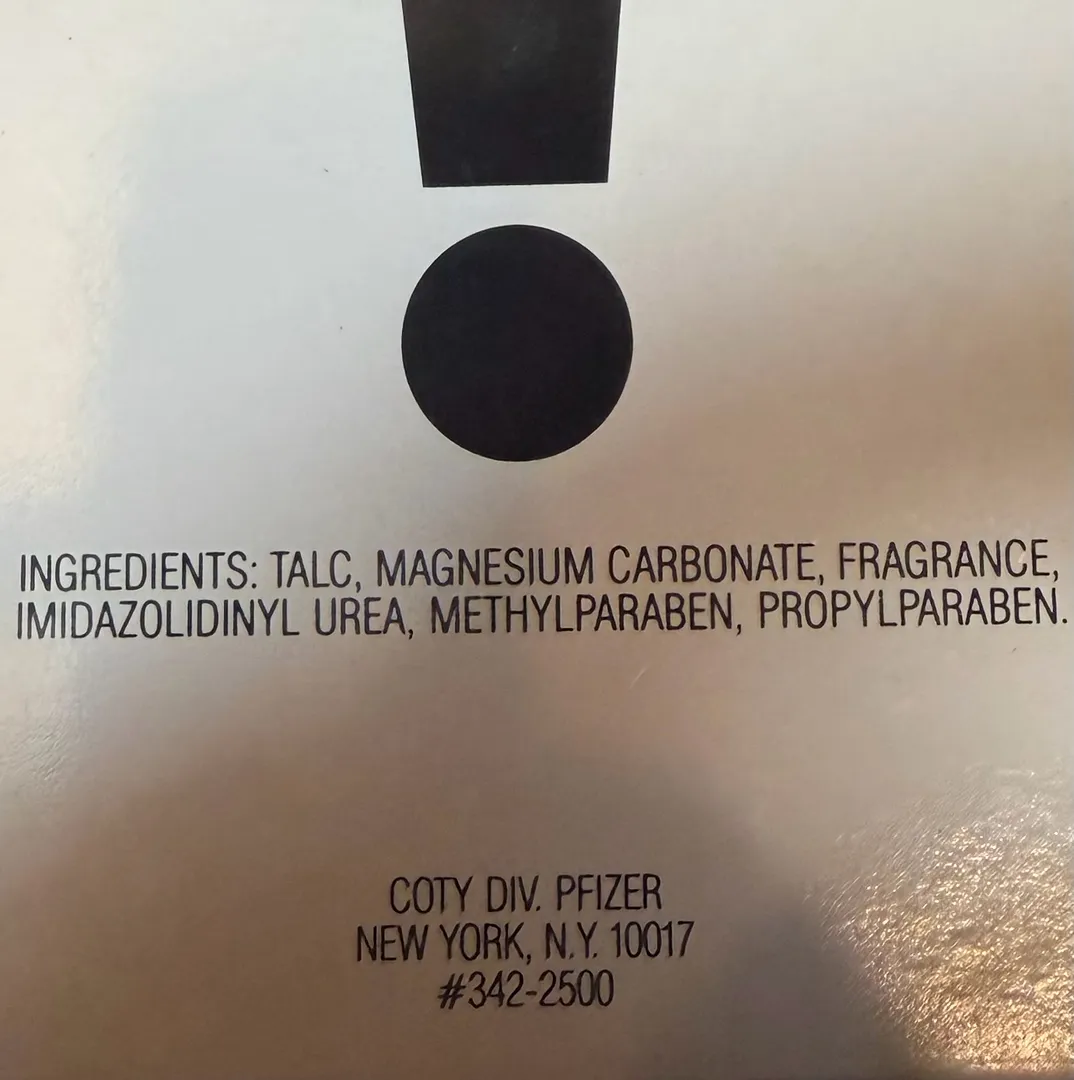 !
INGREDIENTS: TALC, MAGNESIUM CARBONATE, FRAGRANCE,
IMIDAZOLIDINYL UREA, METHYLPARABEN, PROPYLPARABEN.
COTY DIV. PFIZER
NEW YORK, N.Y. 10017
#342-2500